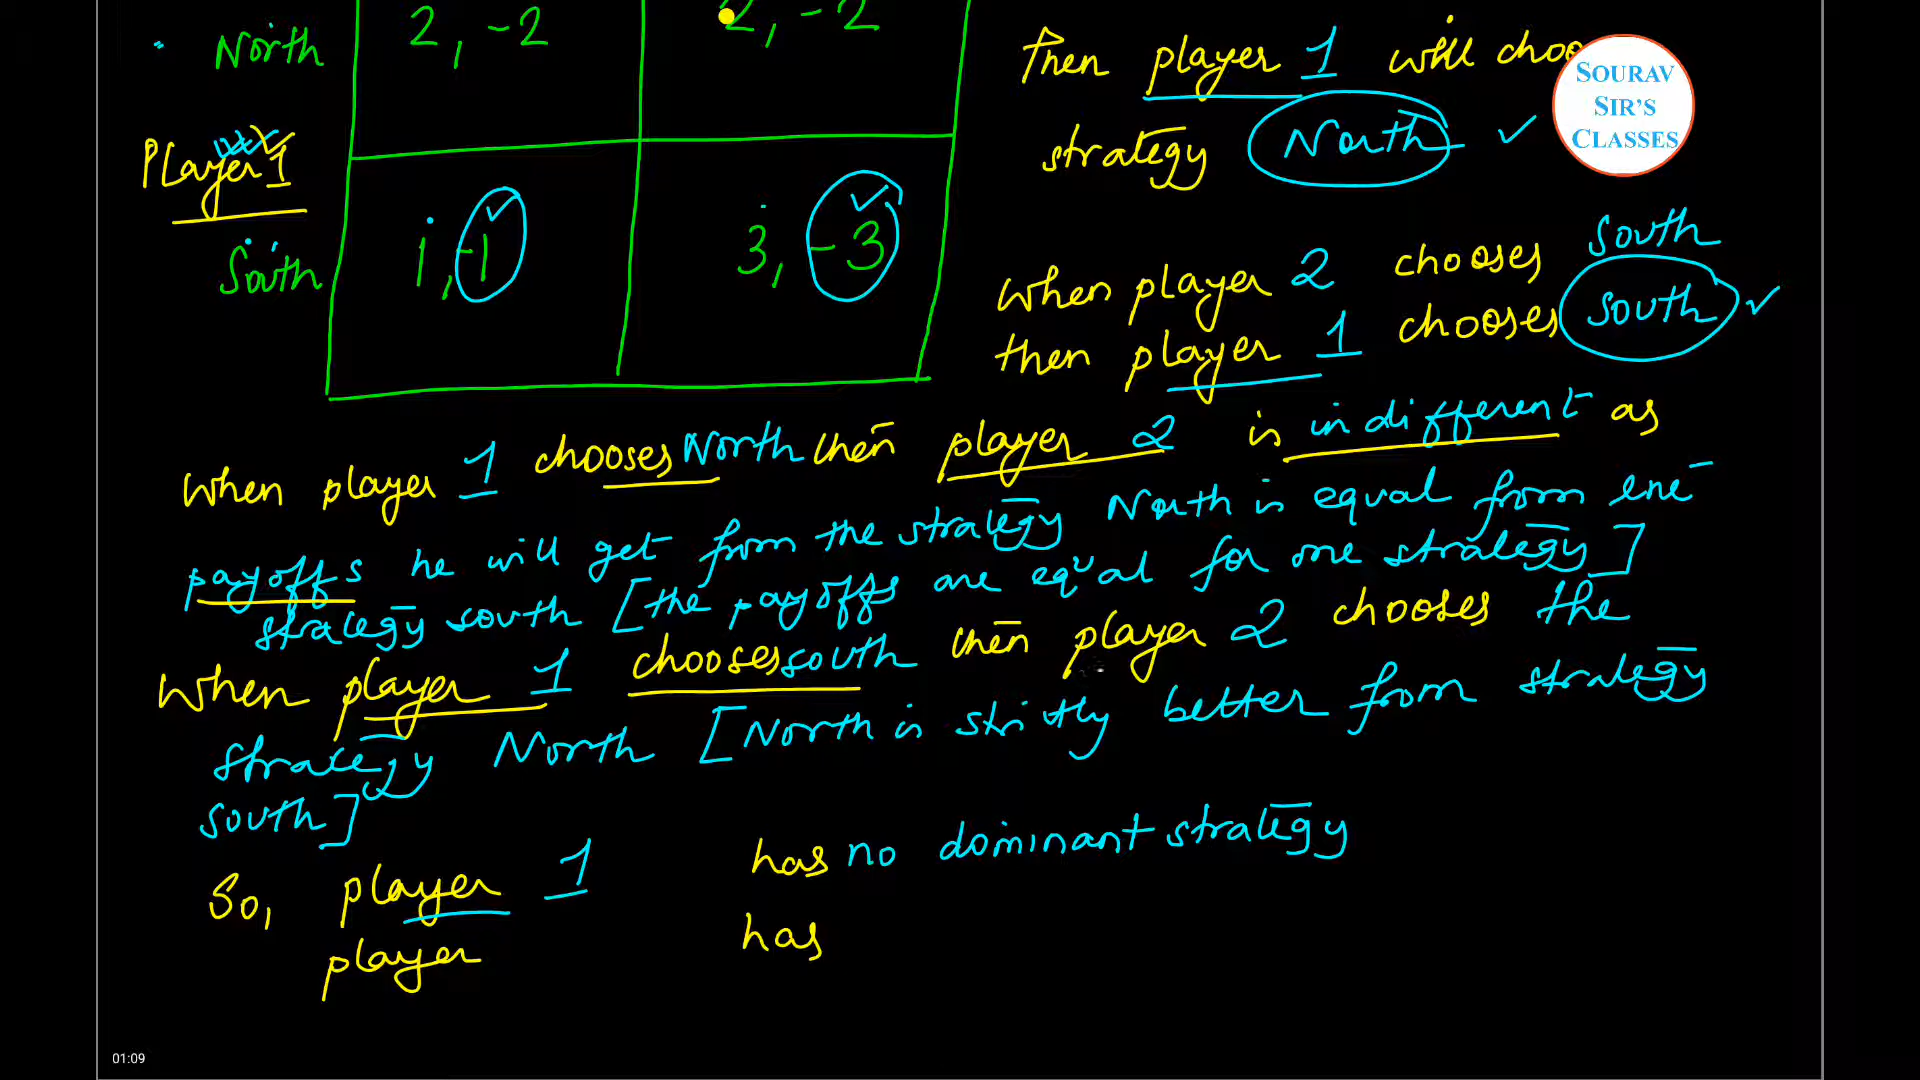 North 2, -2 2, -2
Then player 1 will choo
SOURAV
SIR'S
CLASSES
strategy North
Player 1
South 1, -1 3, -3
When player 2 chooses South
then player 1 chooses South
When player 1 chooses North then player 2 is indifferent as
payoffs he will get from the strategy North is equal from the
strategy south [the payoffs are equal for one strategy]
When player 1 chooses south then player 2 chooses the
strategy North [North is strictly better from strategy
south]
So, player 1 has no dominant strategy
player has
01:09